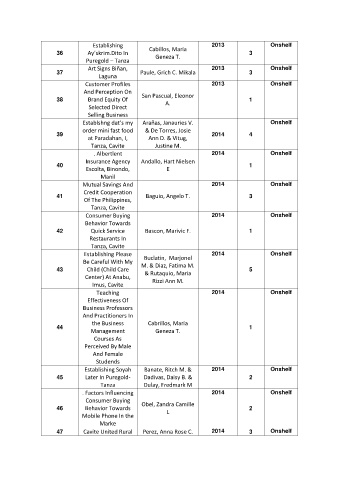 36 Establishing Ay'skrim.Dito In Puregold – Tanza Cabillos, Maria Geneza T. 2013 3 Onshelf
37 Art Signs Biñan, Laguna Paule, Grich C. Mikala 2013 3 Onshelf
38 Customer Profiles And Perception On Brand Equity Of Selected Direct Selling Business San Pascual, Eleonor A. 2013 1 Onshelf
39 Establishng dat's my order mini fast food at Paradahan, I, Tanza, Cavite Arañas, Janauries V. & De Torres, Josie Ann D. & Vitug, Justine M. 2014 4 Onshelf
40 . Albertlent Insurance Agency Escolta, Binondo, Manil Andallo, Hart Nielsen E 2014 1 Onshelf
41 Mutual Savings And Credit Cooperation Of The Philippines, Tanza, Cavite Baguio, Angelo T. 2014 3 Onshelf
42 Consumer Buying Behavior Towards Quick Service Restaurants In Tanza, Cavite Bascon, Marivic F. 2014 1 Onshelf
43 Establishing Please Be Careful With My Child (Child Care Center) At Anabu, Imus, Cavite Buclatin, Marjonel M. & Diaz, Fatima M. & Rutaquio, Maria Rizzi Ann M. 2014 5 Onshelf
44 Teaching Effectiveness Of Business Professors And Practitioners In the Business Management Courses As Perceived By Male And Female Studends Cabrillos, Maria Geneza T. 2014 1 Onshelf
45 Establishing Soyah Later In Puregold- Tanza Banate, Ritch M. & Dadivas, Daisy B. & Dulay, Fredmark M 2014 2 Onshelf
46 . Factors Influencing Consumer Buying Behavior Towards Mobile Phone In the Marke Obel, Zandra Camille L 2014 2 Onshelf
47 Cavite United Rural Perez, Anna Rose C. 2014 3 Onshelf